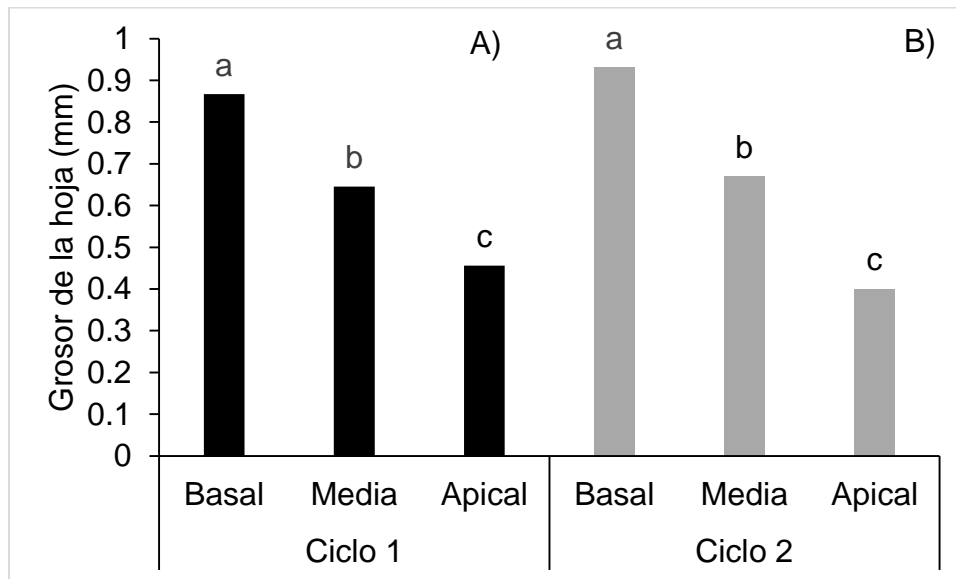 Grosor de la hoja (mm)
1
0.9
0.8
0.7
0.6
0.5
0.4
0.3
0.2
0.1
0
A)
B)
a
b
c
a
b
c
Basal Media Apical Basal Media Apical
Ciclo 1 Ciclo 2